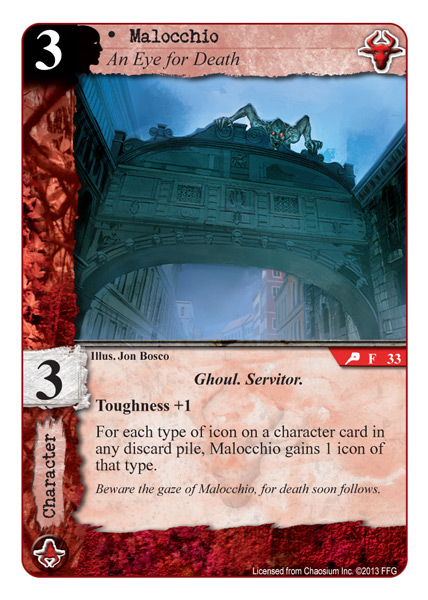 3
• Malocchio
An Eye for Death
Illus. Jon Bosco
F 33
3
Ghoul. Servitor.
Toughness +1
For each type of icon on a character card in
any discard pile, Malocchio gains 1 icon of
that type.
Beware the gaze of Malocchio, for death soon follows.
Character
Licensed from Chaosium Inc. ©2013 FFG